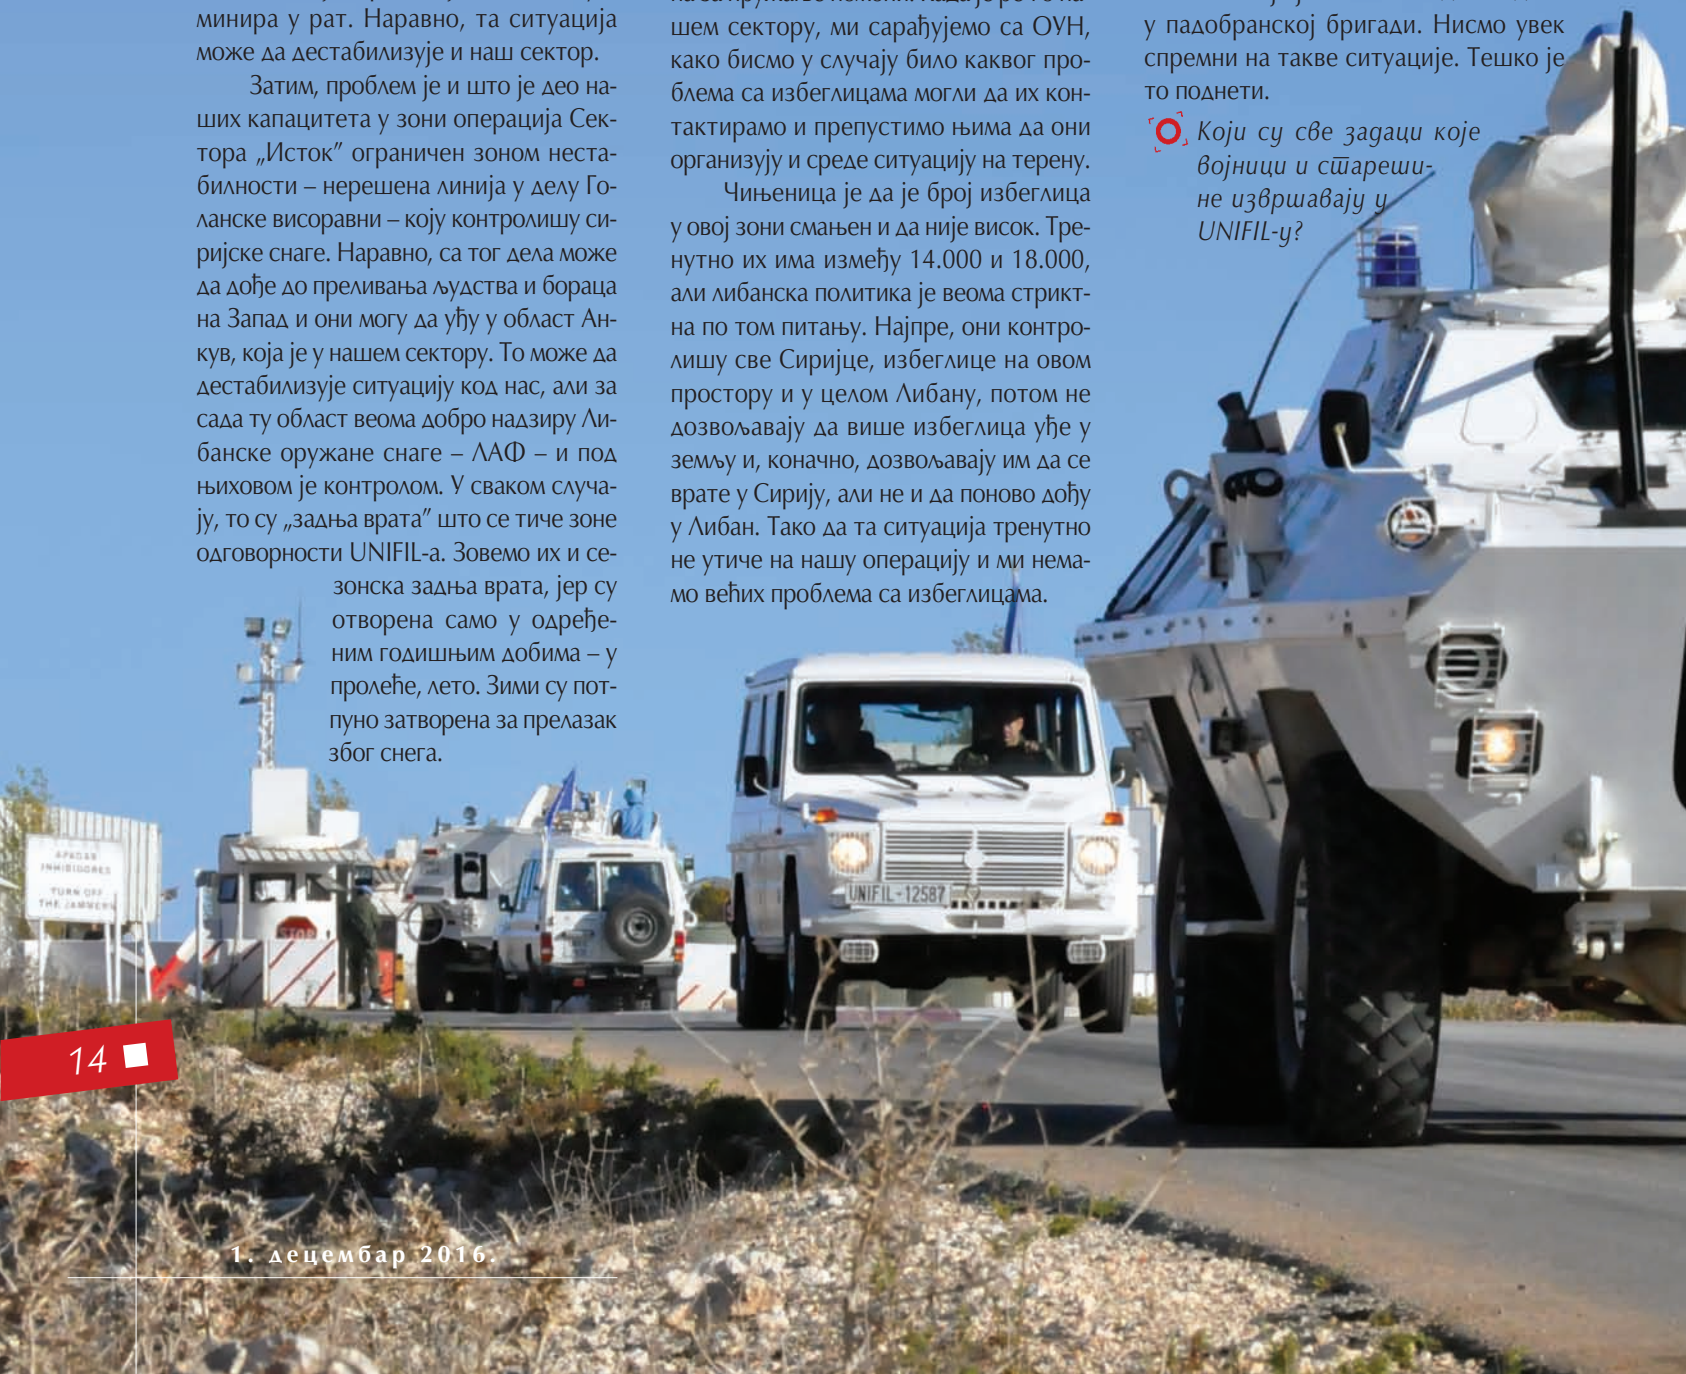 минира у рат. Наравно, та ситуација
може да дестабилизује и наш сектор.
Затим, проблем је и што је део на-
ших капацитета у зони операција Сек-
тора „Исток” ограничен зоном неста-
билности – нерешена линија у делу Го-
ланске висоравни – коју контролишу си-
ријске снаге. Наравно, са тог дела може
да дође до преливања људства и бораца
на Запад и они могу да уђу у област Ан-
кув, која је у нашем сектору. То може да
дестабилизује ситуацију код нас, али за
сада ту област веома добро надзиру Ли-
банске оружане снаге – ЛАФ – и под
њиховом је контролом. У сваком случа-
ју, то су „задња врата” што се тиче зоне
одговорности UNIFIL-а. Зовемо их и се-
зонска задња врата, јер су
отворена само у одређе-
ним годишњим добима – у
пролеће, лето. Зими су пот-
пуно затворена за прелазак
због снега.
шем сектору, ми сарађујемо са ОУН,
како бисмо у случају било каквог про-
блема са избеглицама могли да их кон-
тактирамо и препустимо њима да они
организују и среде ситуацију на терену.
Чињеница је да је број избеглица
у овој зони смањен и да није висок. Тре-
нутно их има између 14.000 и 18.000,
али либанска политика је веома стрикт-
на по том питању. Најпре, они контро-
лишу све Сиријце, избеглице на овом
простору и у целом Либану, потом не
дозвољавају да више избеглица уђе у
земљу и, коначно, дозвољавају им да се
врате у Сирију, али не и да поново дођу
у Либан. Тако да та ситуација тренутно
не утиче на нашу операцију и ми нема-
мо већих проблема са избеглицама.
у падобранској бригади. Нисмо увек
спремни на такве ситуације. Тешко је
то поднети.
Који су све задаци које
војници и стареши-
не извршавају у
UNIFIL-у?
APAGAR
INHIBIDORES
TURN OFF
THE JAMMERS
STOP
UNIFIL-12587
14
1. децембар 2016.